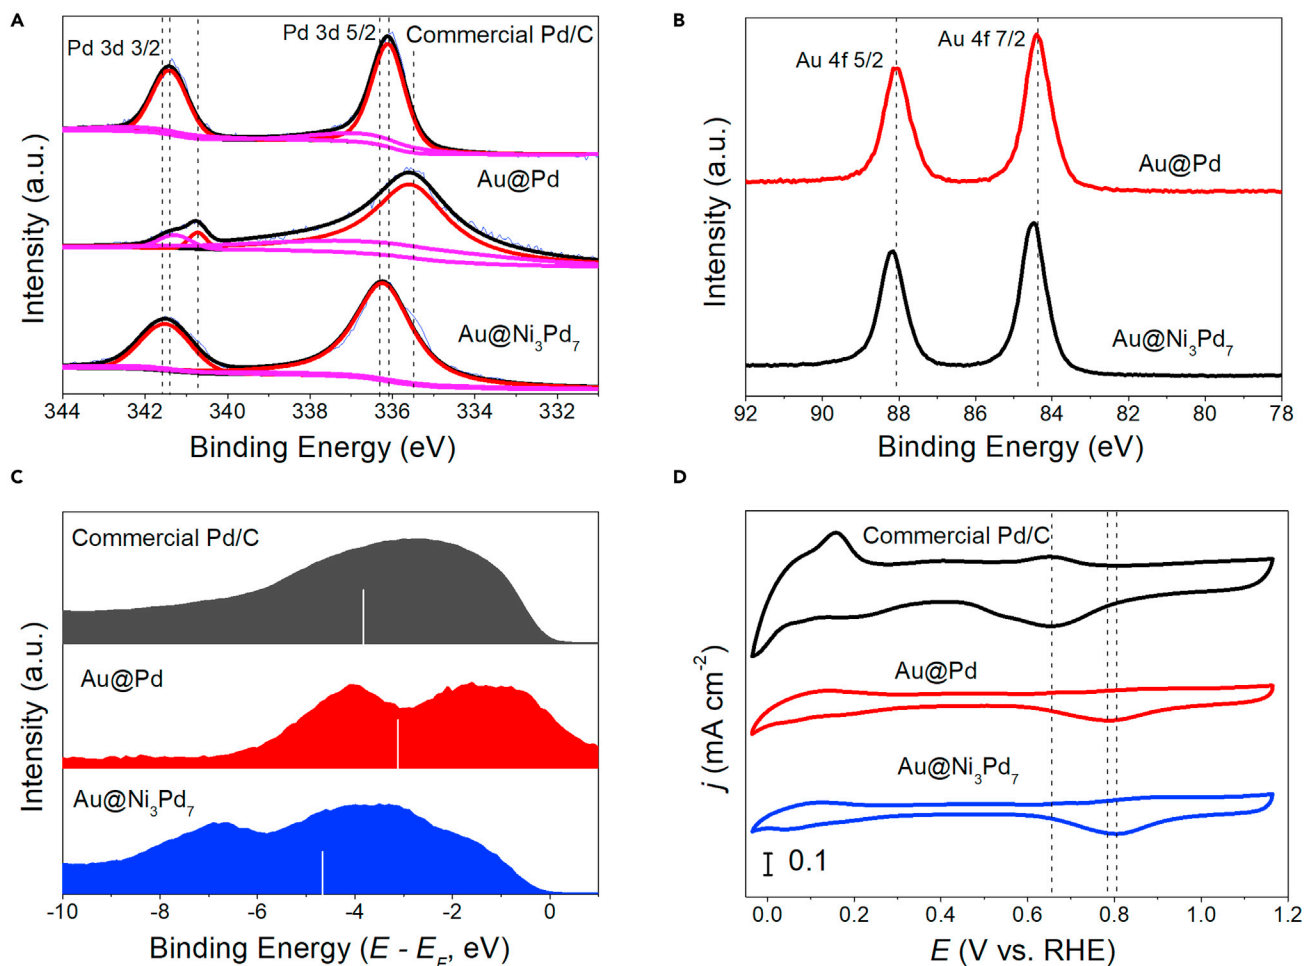 A
Pd 3d 3/2
Pd 3d 5/2
Commercial Pd/C
Au@Pd
Au@Ni₃Pd₇
Intensity (a.u.)
344 342 340 338 336 334 332
Binding Energy (eV)
B
Au 4f 5/2
Au 4f 7/2
Au@Pd
Au@Ni₃Pd₇
Intensity (a.u.)
92 90 88 86 84 82 80 78
Binding Energy (eV)
C
Commercial Pd/C
Au@Pd
Au@Ni₃Pd₇
Intensity (a.u.)
-10 -8 -6 -4 -2 0
Binding Energy (E - E_F, eV)
D
Commercial Pd/C
Au@Pd
Au@Ni₃Pd₇
0.1
j (mA cm⁻²)
0.0 0.2 0.4 0.6 0.8 1.0 1.2
E (V vs. RHE)